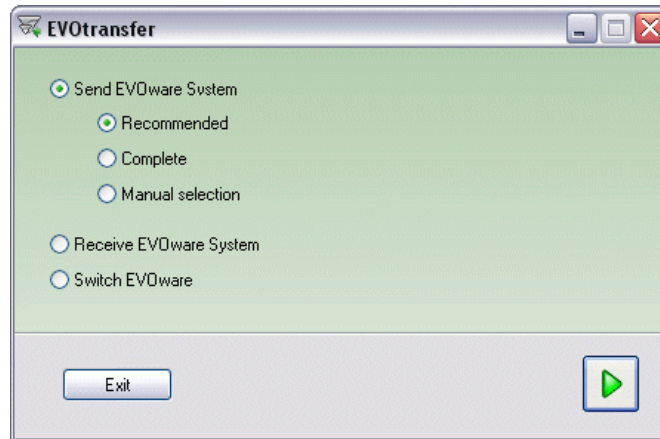 EVOtransfer
Send EVOware System
Recommended
Complete
Manual selection
Receive EVOware System
Switch EVOware
Exit